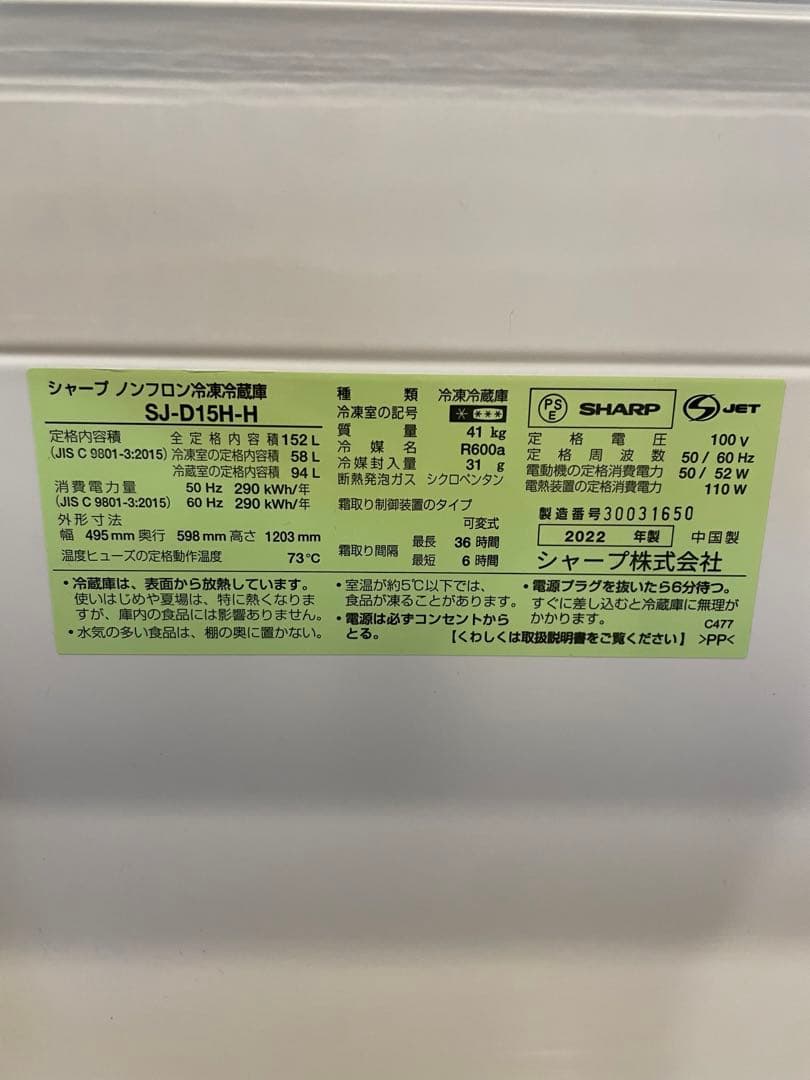 シャープ ノンフロン冷凍冷蔵庫
SJ-D15H-H
定格内容積 全定格内容積 152 L
(JIS C 9801-3:2015) 冷凍室の定格内容積 58 L
冷蔵室の定格内容積 94 L
消費電力量 50 Hz 290 kWh/年
(JIS C 9801-3:2015) 60 Hz 290 kWh/年
外形寸法
幅 495 mm 奥行 598 mm 高さ 1203 mm
温度ヒューズの定格動作温度 73℃
種類 冷凍冷蔵庫
冷凍室の記号 * ***
質量 41 kg
冷媒名 R600a
冷媒封入量 31 g
断熱発泡ガス シクロペンタン
霜取り制御装置のタイプ
可変式
霜取り間隔 最長 36 時間
最短 6 時間
PSE SHARP JET
定格電圧 100 V
定格周波数 50 / 60 Hz
電動機の定格消費電力 50 / 52 W
電熱装置の定格消費電力 110 W
製造番号 30031650
2022 年製 中国製
シャープ株式会社
・冷蔵庫は、表面から放熱しています。
使いはじめや夏場は、特に熱くなりま
すが、庫内の食品には影響ありません。
・水気の多い食品は、棚の奥に置かない。
・室温が約5℃以下では、
食品が凍ることがあります。
・電源は必ずコンセントから
とる。
・電源プラグを抜いたら6分待つ。
すぐに差し込むと冷蔵庫に無理が
かかります。
C477
【くわしくは取扱説明書をご覧ください】 >PP<